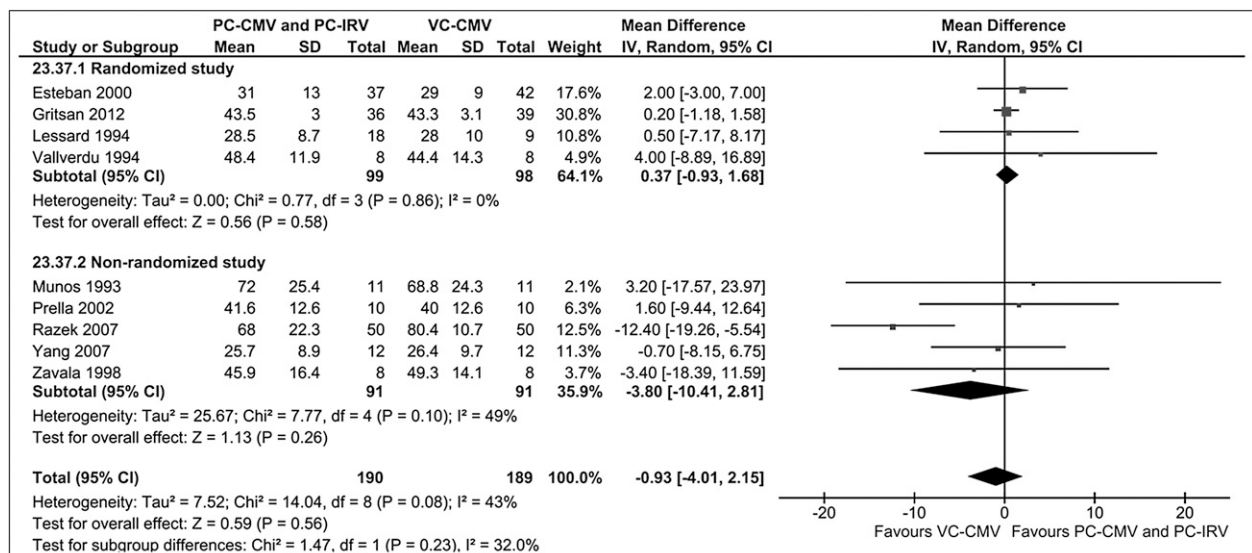 PC-CMV and PC-IRV VC-CMV Mean Difference Mean Difference
Study or Subgroup Mean SD Total Mean SD Total Weight IV, Random, 95% CI IV, Random, 95% CI
23.37.1 Randomized study
Esteban 2000 31 13 37 29 9 42 17.6% 2.00 [-3.00, 7.00]
Gritsan 2012 43.5 3 36 43.3 3.1 39 30.8% 0.20 [-1.18, 1.58]
Lessard 1994 28.5 8.7 18 28 10 9 10.8% 0.50 [-7.17, 8.17]
Vallverdu 1994 48.4 11.9 8 44.4 14.3 8 4.9% 4.00 [-8.89, 16.89]
Subtotal (95% CI) 99 98 64.1% 0.37 [-0.93, 1.68]
Heterogeneity: Tau² = 0.00; Chi² = 0.77, df = 3 (P = 0.86); I² = 0%
Test for overall effect: Z = 0.56 (P = 0.58)
23.37.2 Non-randomized study
Munos 1993 72 25.4 11 68.8 24.3 11 2.1% 3.20 [-17.57, 23.97]
Prella 2002 41.6 12.6 10 40 12.6 10 6.3% 1.60 [-9.44, 12.64]
Razek 2007 68 22.3 50 80.4 10.7 50 12.5% -12.40 [-19.26, -5.54]
Yang 2007 25.7 8.9 12 26.4 9.7 12 11.3% -0.70 [-8.15, 6.75]
Zavala 1998 45.9 16.4 8 49.3 14.1 8 3.7% -3.40 [-18.39, 11.59]
Subtotal (95% CI) 91 91 35.9% -3.80 [-10.41, 2.81]
Heterogeneity: Tau² = 25.67; Chi² = 7.77, df = 4 (P = 0.10); I² = 49%
Test for overall effect: Z = 1.13 (P = 0.26)
Total (95% CI) 190 189 100.0% -0.93 [-4.01, 2.15]
Heterogeneity: Tau² = 7.52; Chi² = 14.04, df = 8 (P = 0.08); I² = 43%
Test for overall effect: Z = 0.59 (P = 0.56)
Test for subgroup differences: Chi² = 1.47, df = 1 (P = 0.23), I² = 32.0%
-20 -10 0 10 20
Favours VC-CMV Favours PC-CMV and PC-IRV